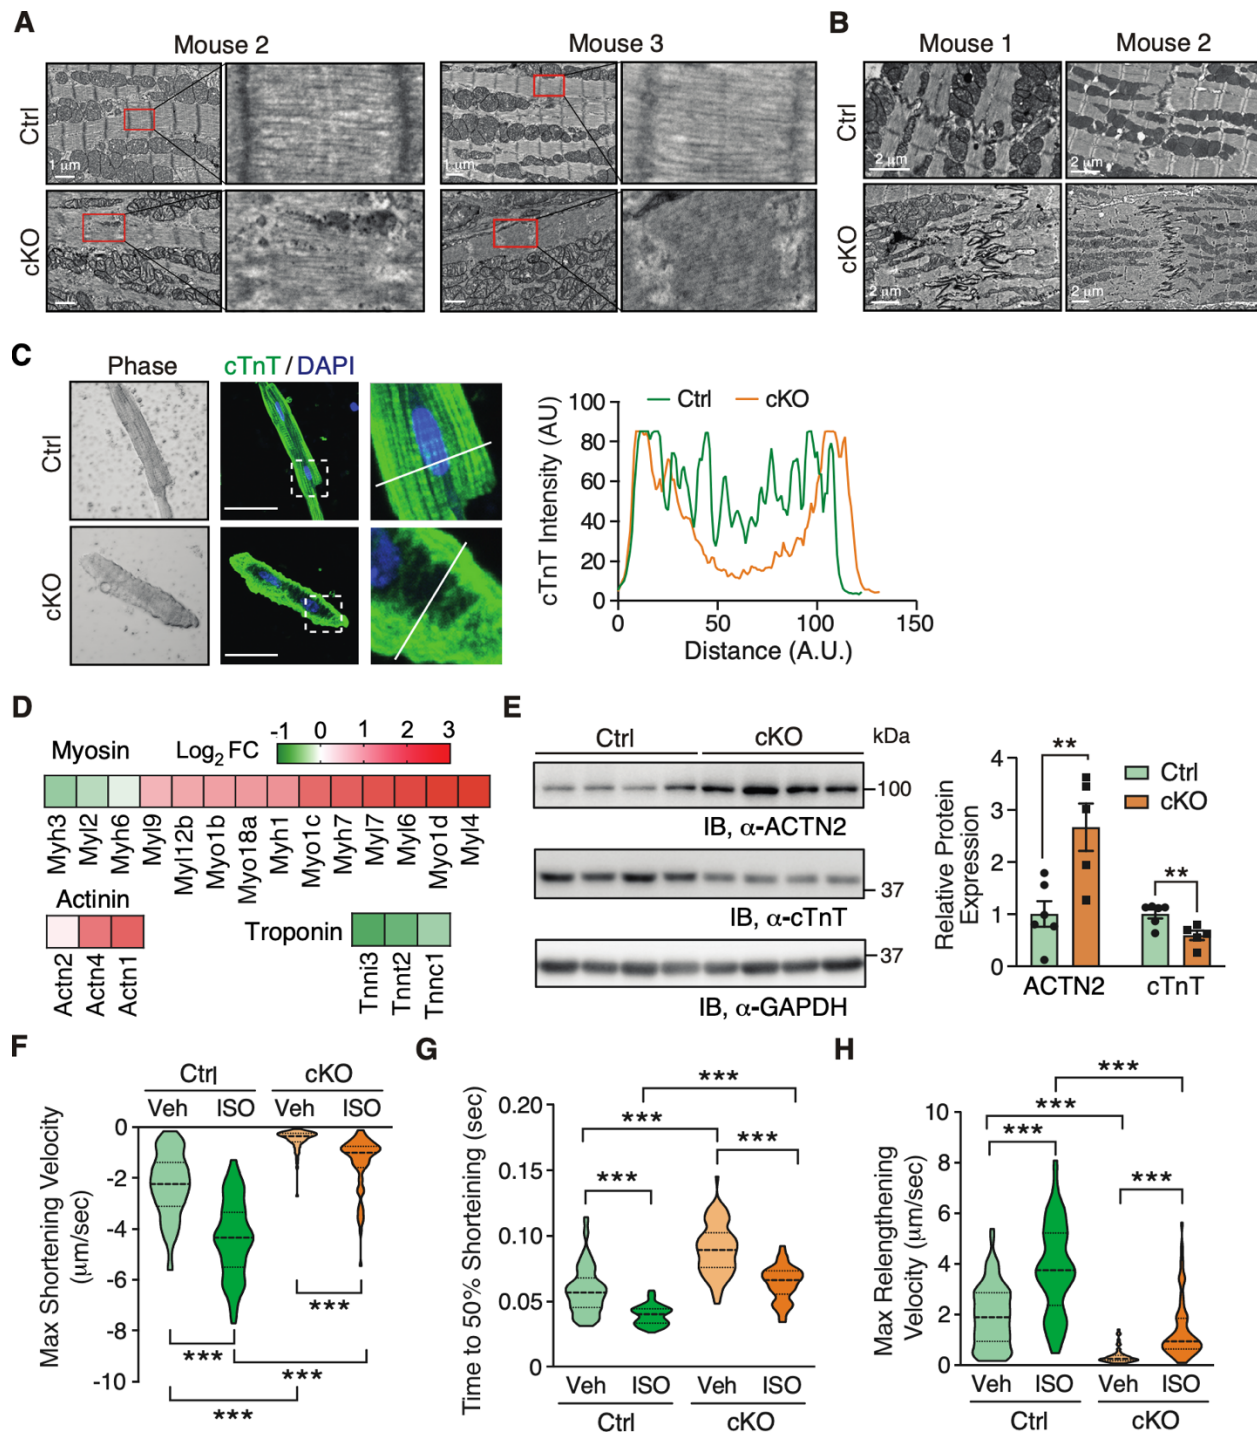 A
Mouse 2
Mouse 3
Ctrl
1 μm
cKO
B
Mouse 1
Mouse 2
Ctrl
2 μm
2 μm
cKO
2 μm
2 μm
C
Phase
cTnT / DAPI
Ctrl
cKO
cTnT Intensity (AU)
100
80
60
40
20
0
Ctrl
cKO
0
50
100
150
Distance (A.U.)
D
Myosin
Log2 FC
-1
0
1
2
3
Myh3
Myl2
Myh6
Myl9
Myl12b
Myo1b
Myo18a
Myh1
Myo1c
Myh7
Myl7
Myl6
Myo1d
Myl4
Actinin
Actn2
Actn4
Actn1
Troponin
Tnni3
Tnnt2
Tnnc1
E
Ctrl
cKO
kDa
100
IB, α-ACTN2
37
IB, α-cTnT
37
IB, α-GAPDH
Relative Protein
Expression
4
3
2
1
0
**
**
Ctrl
cKO
ACTN2
cTnT
F
Ctrl
cKO
Veh
ISO
Veh
ISO
Max Shortening Velocity
(μm/sec)
0
-2
-4
-6
-8
-10
***
***
***
***
G
Time to 50% Shorteining (sec)
0.20
0.15
0.10
0.05
0
***
***
***
***
Veh
ISO
Veh
ISO
Ctrl
cKO
H
Max Relengthening
Velocity (μm/sec)
10
8
6
4
2
0
***
***
***
***
Veh
ISO
Veh
ISO
Ctrl
cKO